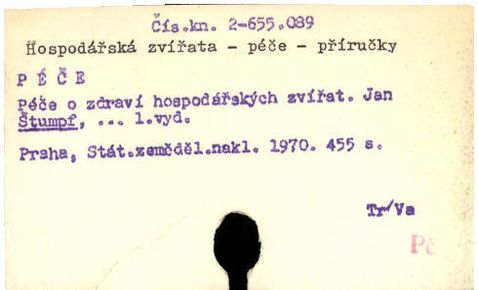 Čís.kn. 2-655.089
Hospodářská zvířata - péče - příručky
P É Č E
Péče o zdraví hospodářských zvířat. Jan
Štumpf, ... 1.vyd.
Praha, Stát.zeměděl.nakl. 1970. 455 s.
Tr/Va
Pč